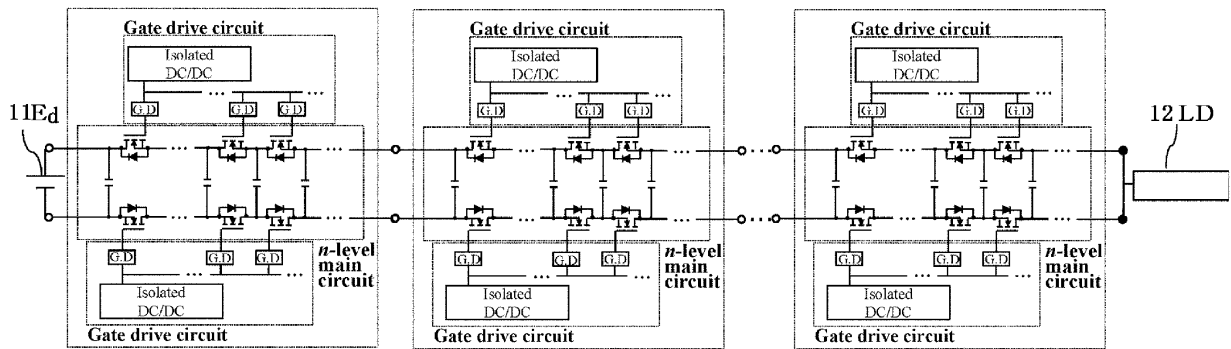 Gate drive circuit
Isolated
DC/DC
...
...
G.D
G.D
G.D
11Ed
...
...
...
...
G.D
G.D
G.D
...
...
n-level
main
circuit
Isolated
DC/DC
Gate drive circuit
Gate drive circuit
Isolated
DC/DC
...
...
G.D
G.D
G.D
...
...
...
...
G.D
G.D
G.D
...
...
n-level
main
circuit
Isolated
DC/DC
Gate drive circuit
...
...
Gate drive circuit
Isolated
DC/DC
...
...
G.D
G.D
G.D
...
...
...
...
G.D
G.D
G.D
...
...
n-level
main
circuit
Isolated
DC/DC
Gate drive circuit
12 LD